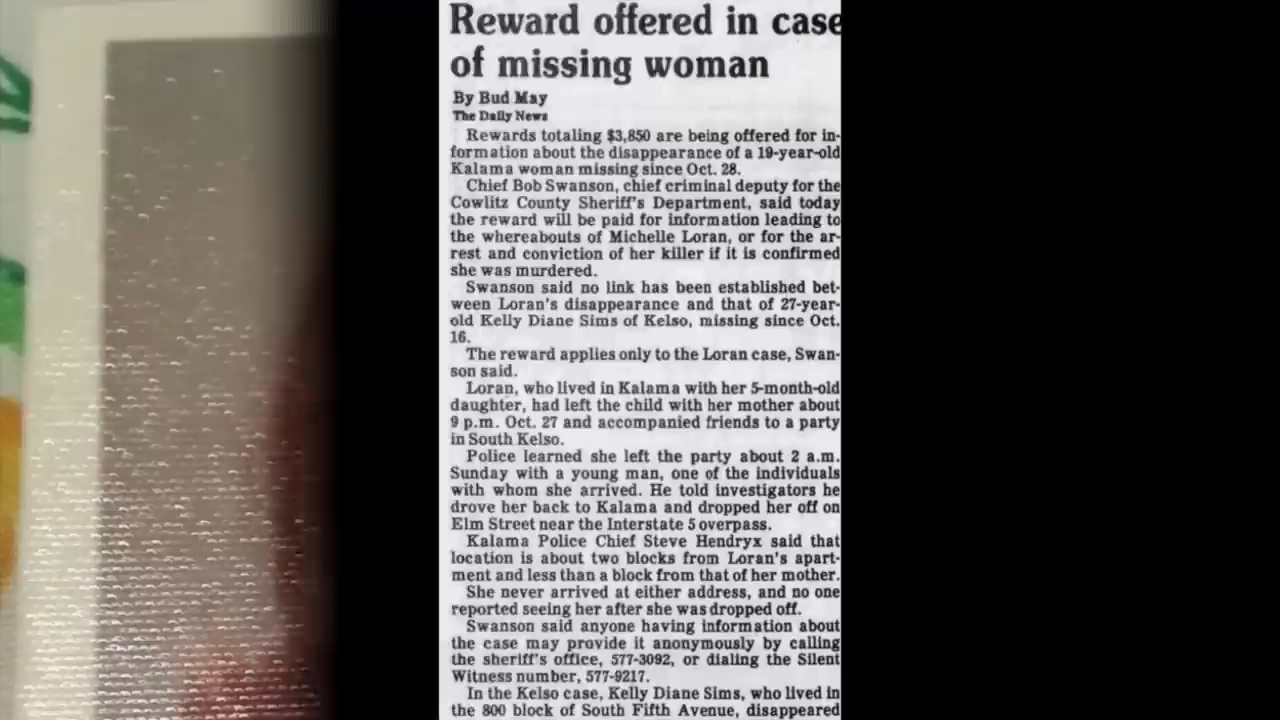 Reward offered in case
of missing woman
By Bud May
The Daily News
Rewards totaling $3,850 are being offered for in-
formation about the disappearance of a 19-year-old
Kalama woman missing since Oct. 28.
Chief Bob Swanson, chief criminal deputy for the
Cowlitz County Sheriff's Department, said today
the reward will be paid for information leading to
the whereabouts of Michelle Loran, or for the ar-
rest and conviction of her killer if it is confirmed
she was murdered.
Swanson said no link has been established bet-
ween Loran's disappearance and that of 27-year-
old Kelly Diane Sims of Kelso, missing since Oct.
16.
The reward applies only to the Loran case, Swan-
son said.
Loran, who lived in Kalama with her 5-month-old
daughter, had left the child with her mother about
9 p.m. Oct. 27 and accompanied friends to a party
in South Kelso.
Police learned she left the party about 2 a.m.
Sunday with a young man, one of the individuals
with whom she arrived. He told investigators he
drove her back to Kalama and dropped her off on
Elm Street near the Interstate 5 overpass.
Kalama Police Chief Steve Hendryx said that
location is about two blocks from Loran's apart-
ment and less than a block from that of her mother.
She never arrived at either address, and no one
reported seeing her after she was dropped off.
Swanson said anyone having information about
the case may provide it anonymously by calling
the sheriff's office, 577-3092, or dialing the Silent
Witness number, 577-9217.
In the Kelso case, Kelly Diane Sims, who lived in
the 800 block of South Fifth Avenue, disappeared